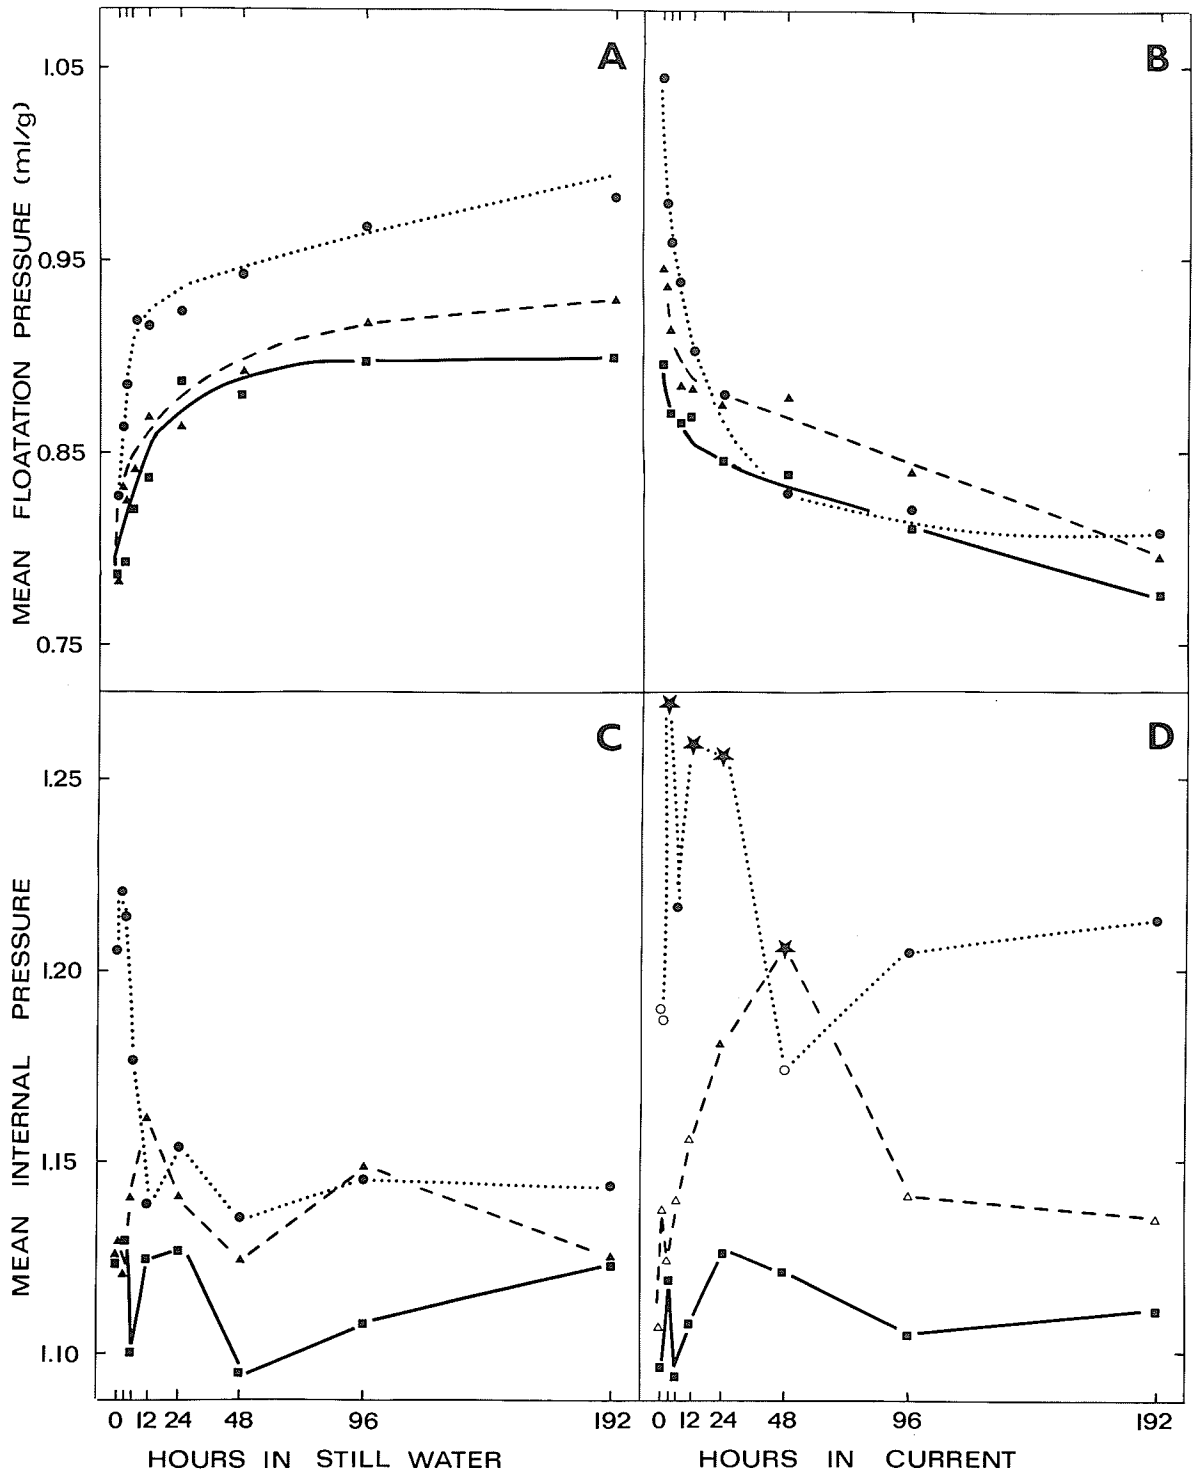 A
B
1.05
0.95
0.85
0.75
MEAN FLOATATION PRESSURE (ml/g)
C
D
1.25
1.20
1.15
1.10
MEAN INTERNAL PRESSURE
0 12 24 48 96 192
0 12 24 48 96 192
HOURS IN STILL WATER
HOURS IN CURRENT